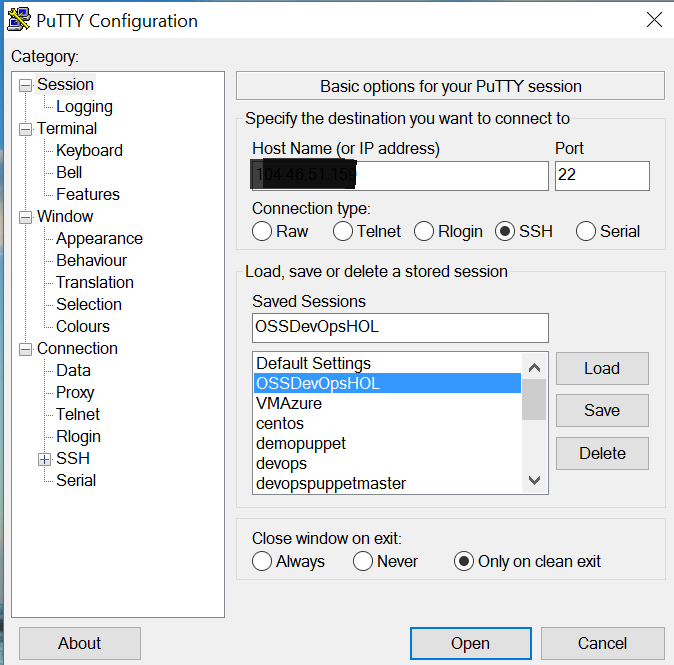 PuTTY Configuration
Category:
Session
Logging
Terminal
Keyboard
Bell
Features
Window
Appearance
Behaviour
Translation
Selection
Colours
Connection
Data
Proxy
Telnet
Rlogin
SSH
Serial
Basic options for your PuTTY session
Specify the destination you want to connect to
Host Name (or IP address) Port
22
Connection type:
Raw Telnet Rlogin SSH Serial
Load, save or delete a stored session
Saved Sessions
OSSDevOpsHOL
Default Settings
OSSDevOpsHOL
VMAzure
centos
demopuppet
devops
devopspuppetmaster
Load
Save
Delete
Close window on exit:
Always Never Only on clean exit
About Open Cancel